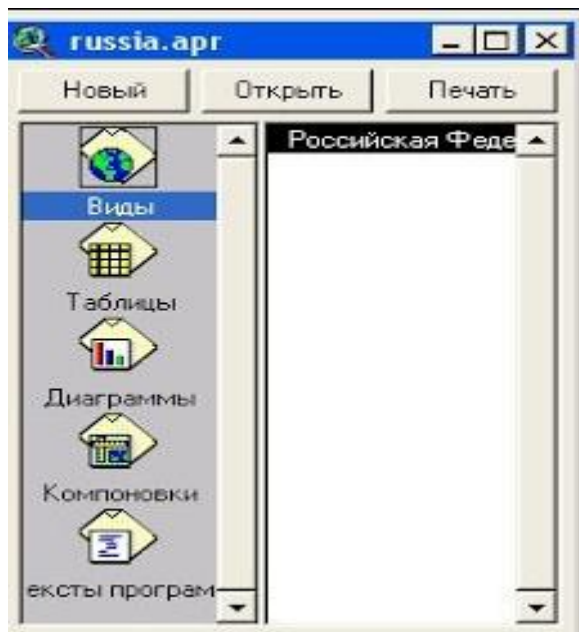 russia.apr
Новый Открыть Печать
Российская Феде
Виды
Таблицы
Диаграммы
Компоновки
ексты програм